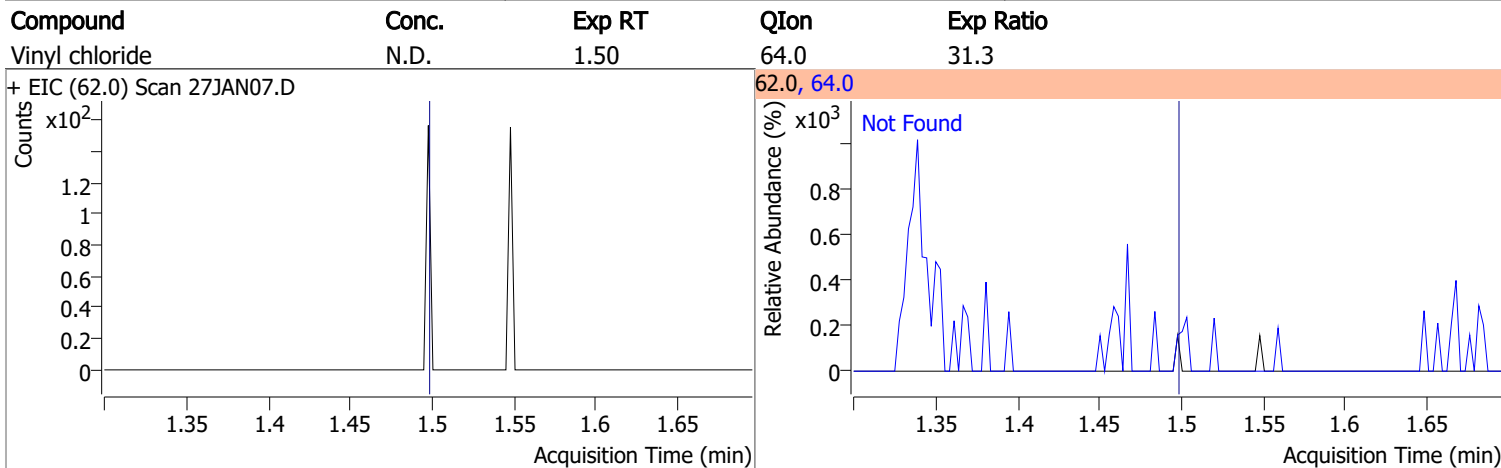 Compound Conc. Exp RT QIon Exp Ratio
Vinyl chloride N.D. 1.50 64.0 31.3
+ EIC (62.0) Scan 27JAN07.D
Counts
x10²
1.2
1
0.8
0.6
0.4
0.2
0
1.35 1.4 1.45 1.5 1.55 1.6 1.65
Acquisition Time (min)
62.0, 64.0
Relative Abundance (%)
x10³
Not Found
0.8
0.6
0.4
0.2
0
1.35 1.4 1.45 1.5 1.55 1.6 1.65
Acquisition Time (min)